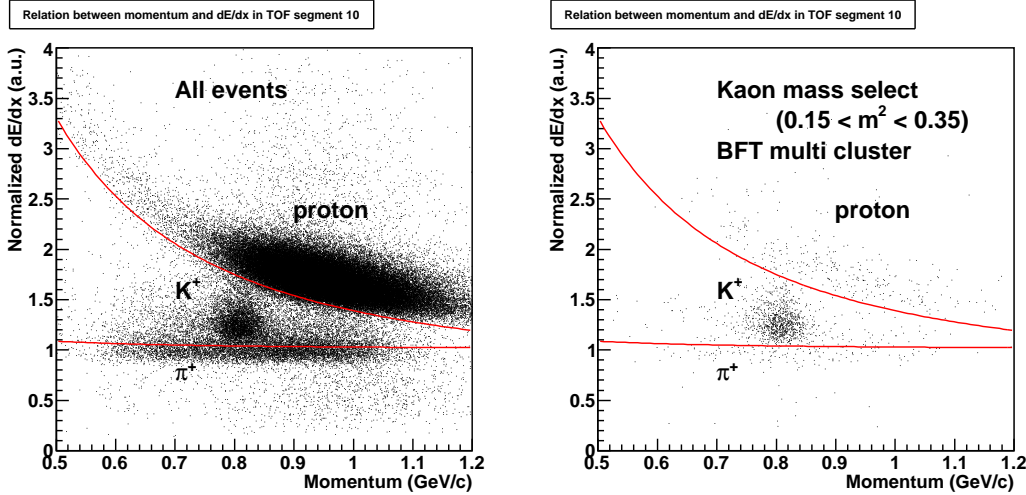 Relation between momentum and dE/dx in TOF segment 10
Normalized dE/dx (a.u.)
4
3.5
3
2.5
2
1.5
1
0.5
0
All events
proton
K⁺
π⁺
0.5 0.6 0.7 0.8 0.9 1 1.1 1.2
Momentum (GeV/c)
Relation between momentum and dE/dx in TOF segment 10
Normalized dE/dx (a.u.)
4
3.5
3
2.5
2
1.5
1
0.5
0
Kaon mass select
(0.15 < m² < 0.35)
BFT multi cluster
proton
K⁺
π⁺
0.5 0.6 0.7 0.8 0.9 1 1.1 1.2
Momentum (GeV/c)